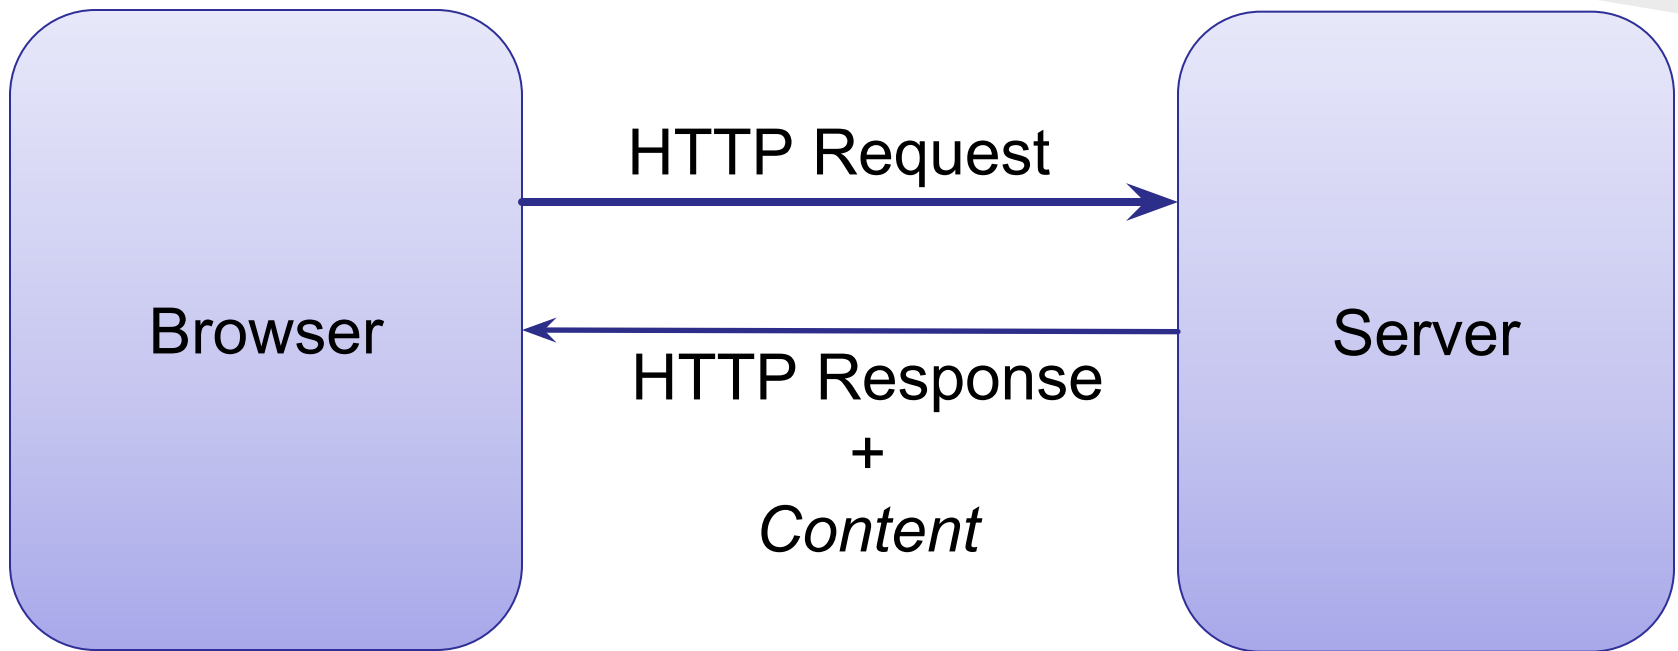 HTTP Request
Browser
Server
HTTP Response
+
Content